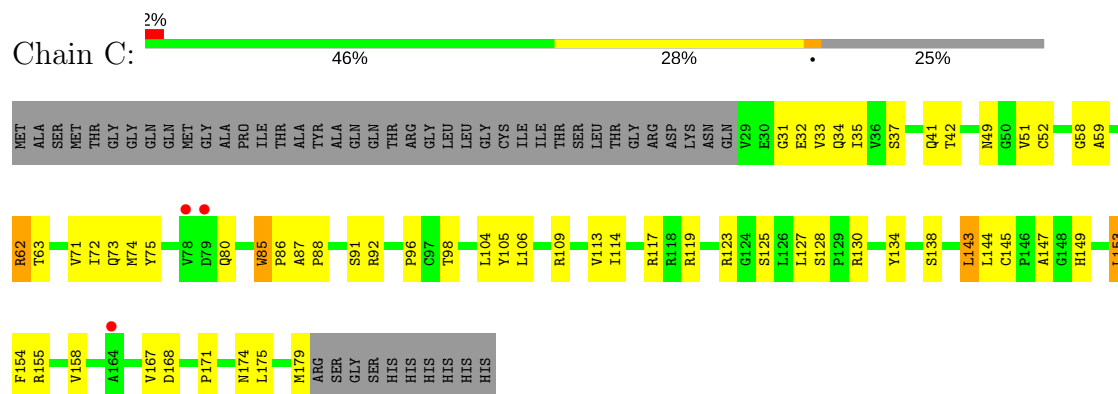 2%
Chain C:
46% 28% • 25%
MET ALA SER MET THR GLY GLY GLN GLN MET GLY ALA PRO ILE THR ALA TYR ALA GLN GLN THR ARG GLY LEU LEU GLY CYS ILE ILE THR SER LEU THR GLY ARG ASP LYS ASN GLN V29 E30 G31 E32 V33 Q34 I35 V36 S37 Q41 T42 N49 G50 V51 C52 G58 A59
R62 T63 V71 I72 Q73 M74 Y75 V78 D79 Q80 W85 P86 A87 P88 S91 R92 P96 C97 T98 L104 Y105 L106 R109 V113 I114 R117 R118 R119 R123 G124 S125 L126 L127 S128 P129 R130 Y134 S138 L143 L144 C145 P146 A147 G148 H149 L153
F154 R155 V158 A164 V167 D168 P171 N174 L175 M179 ARG SER GLY SER HIS HIS HIS HIS HIS HIS